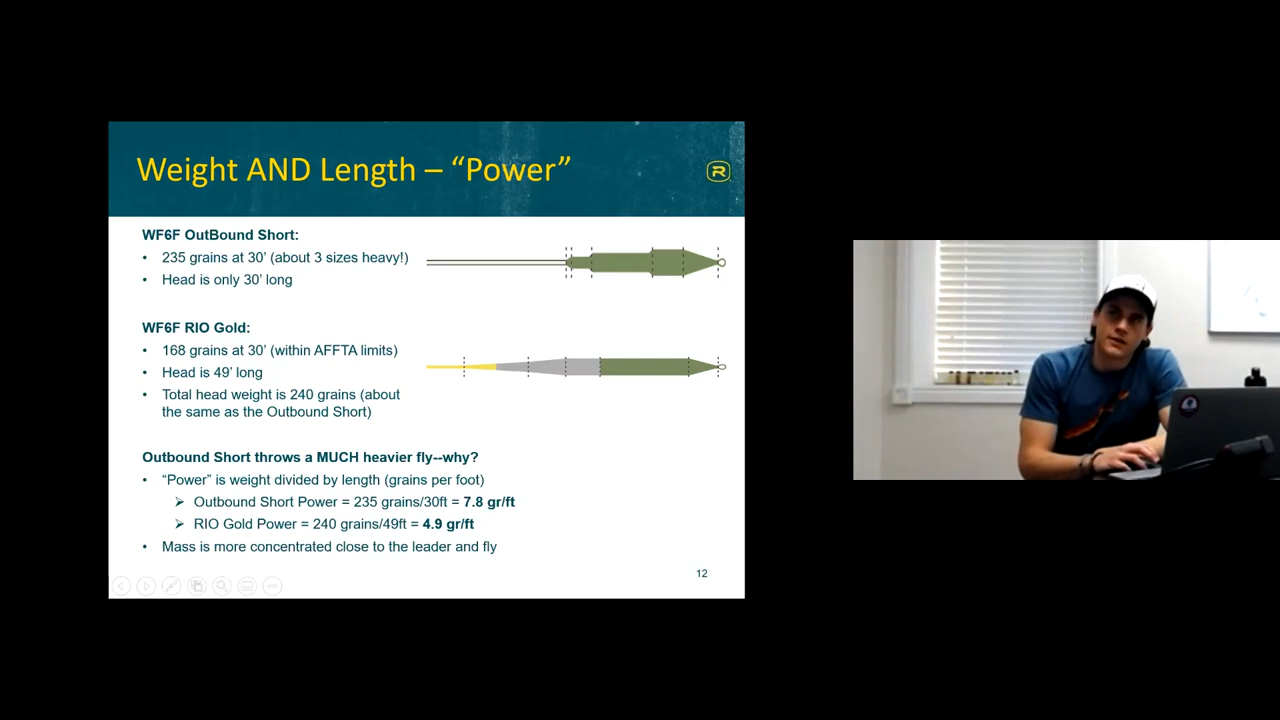 Weight AND Length – “Power”
R
WF6F OutBound Short:
• 235 grains at 30’ (about 3 sizes heavy!)
• Head is only 30’ long
WF6F RIO Gold:
• 168 grains at 30’ (within AFFTA limits)
• Head is 49’ long
• Total head weight is 240 grains (about
the same as the Outbound Short)
Outbound Short throws a MUCH heavier fly--why?
• “Power” is weight divided by length (grains per foot)
➢ Outbound Short Power = 235 grains/30ft = 7.8 gr/ft
➢ RIO Gold Power = 240 grains/49ft = 4.9 gr/ft
• Mass is more concentrated close to the leader and fly
12